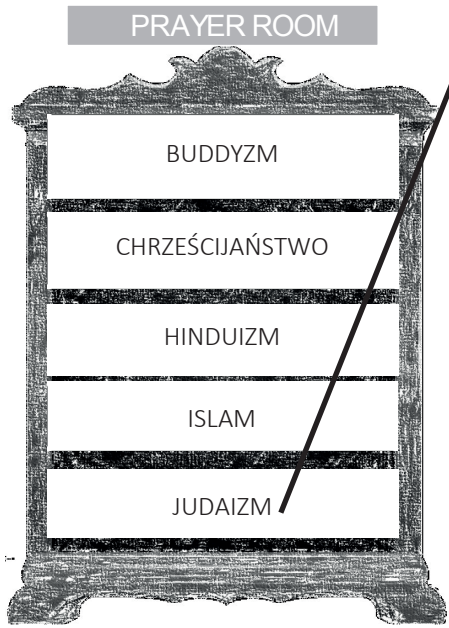 PRAYER ROOM
BUDDYZM
CHRZEŚCIJAŃSTWO
HINDUIZM
ISLAM
JUDAIZM